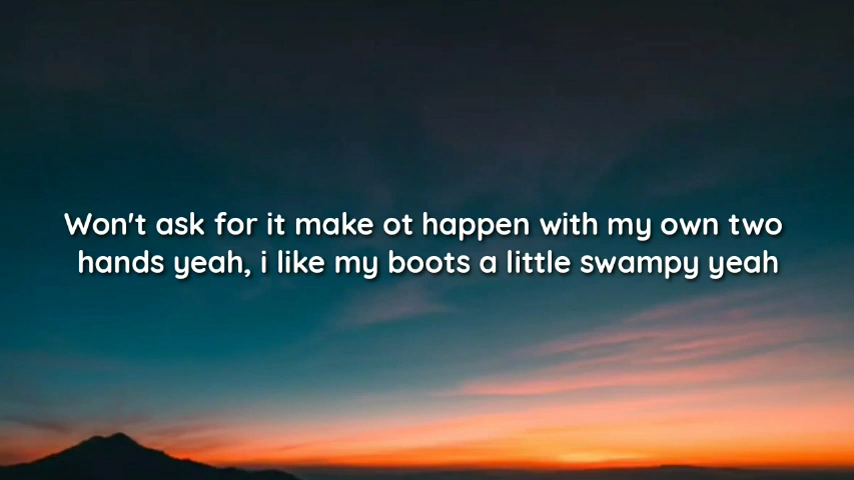 Won't ask for it make ot happen with my own two
hands yeah, i like my boots a little swampy yeah